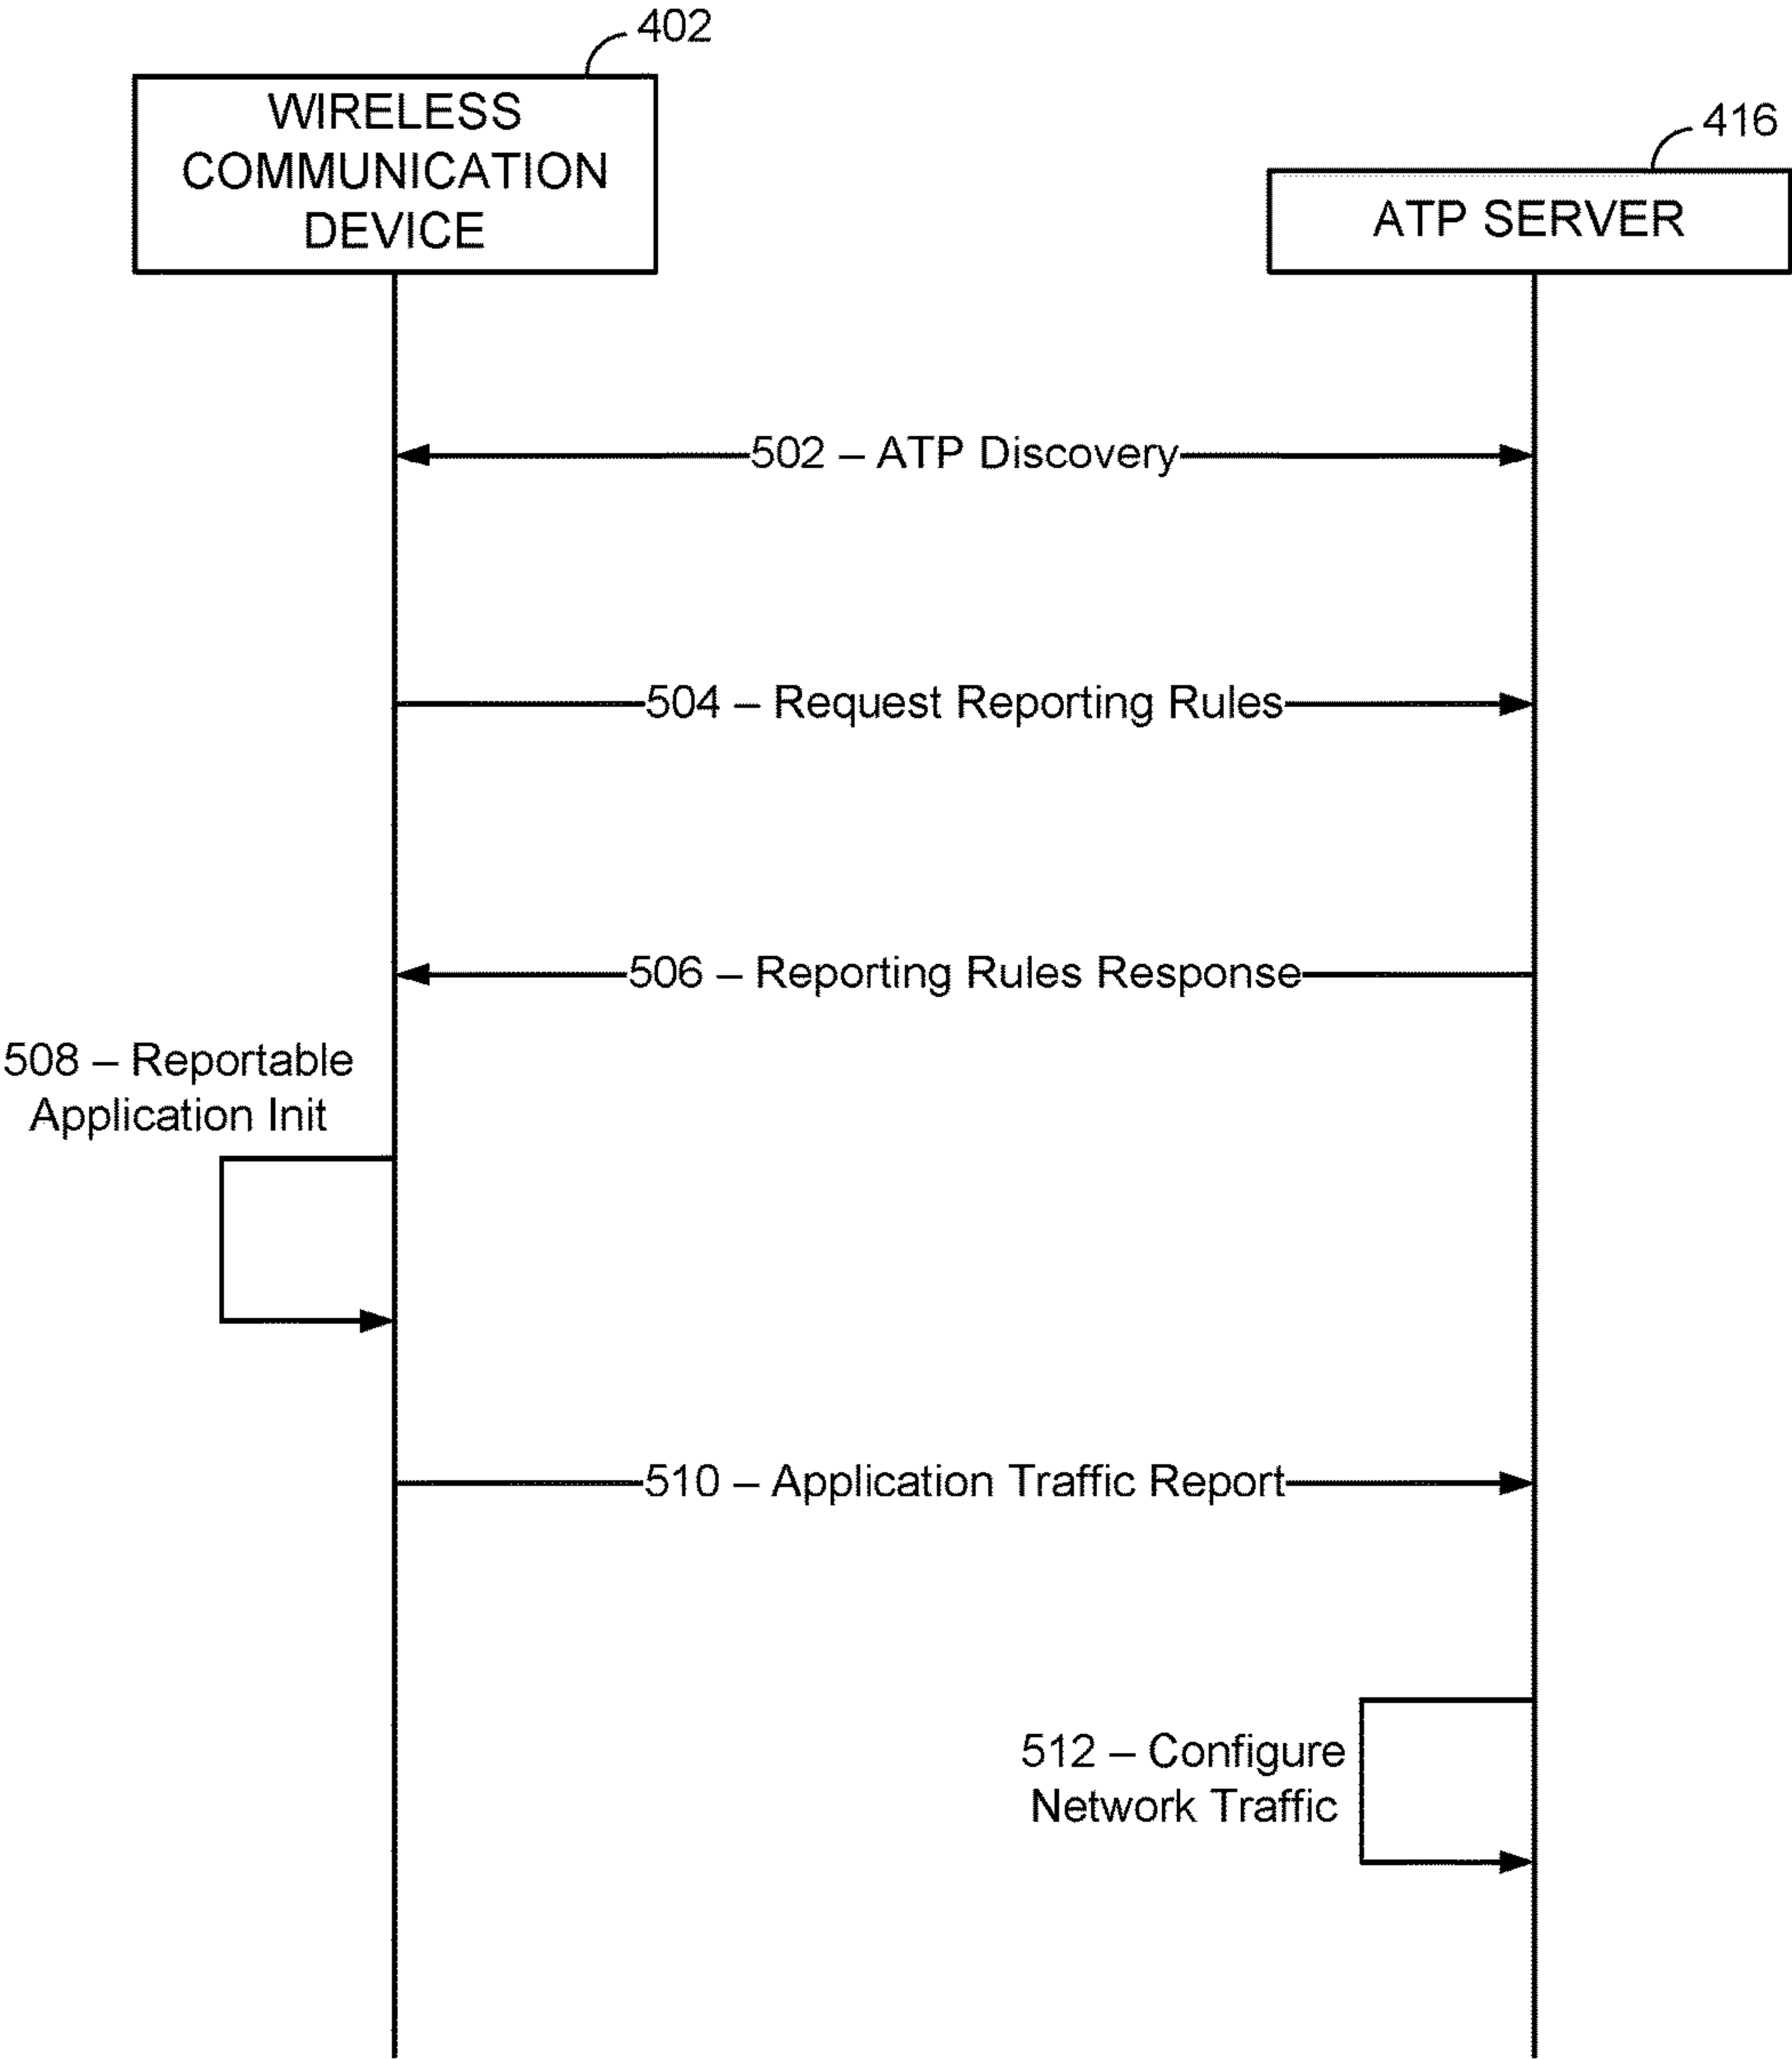 402
WIRELESS
COMMUNICATION
DEVICE
416
ATP SERVER
502 – ATP Discovery
504 – Request Reporting Rules
506 – Reporting Rules Response
508 – Reportable
Application Init
510 – Application Traffic Report
512 – Configure
Network Traffic